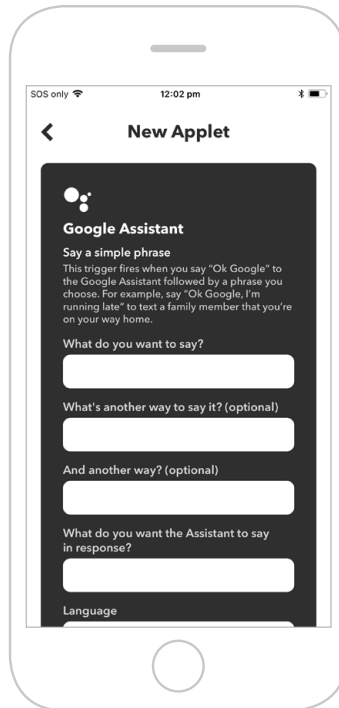 SOS only 12:02 pm
New Applet
Google Assistant
Say a simple phrase
This trigger fires when you say “Ok Google” to
the Google Assistant followed by a phrase you
choose. For example, say “Ok Google, I’m
running late” to text a family member that you’re
on your way home.
What do you want to say?
What's another way to say it? (optional)
And another way? (optional)
What do you want the Assistant to say
in response?
Language